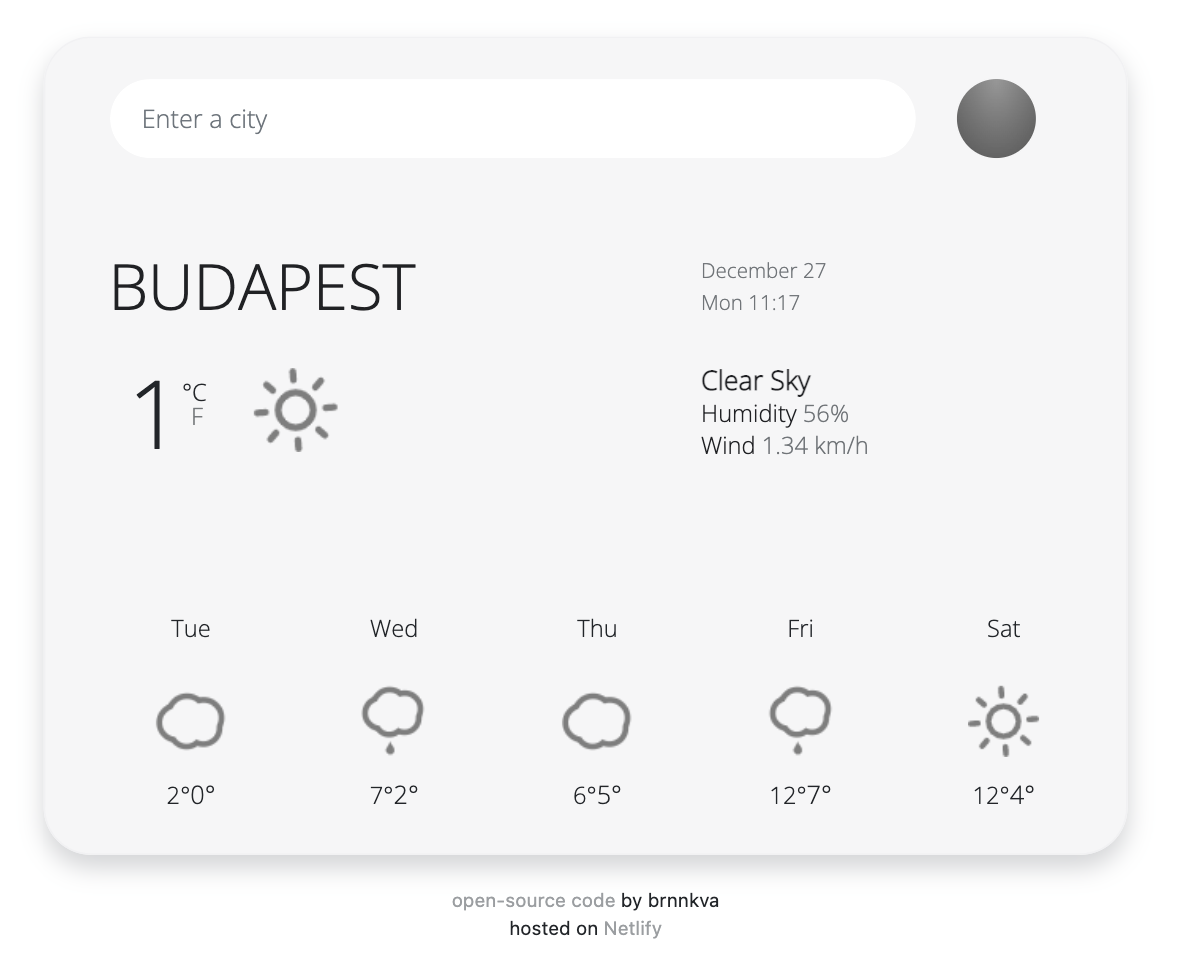 Enter a city
BUDAPEST
December 27
Mon 11:17
1 °C
F
Clear Sky
Humidity 56%
Wind 1.34 km/h
Tue Wed Thu Fri Sat
2°0° 7°2° 6°5° 12°7° 12°4°
open-source code by brnnkva
hosted on Netlify